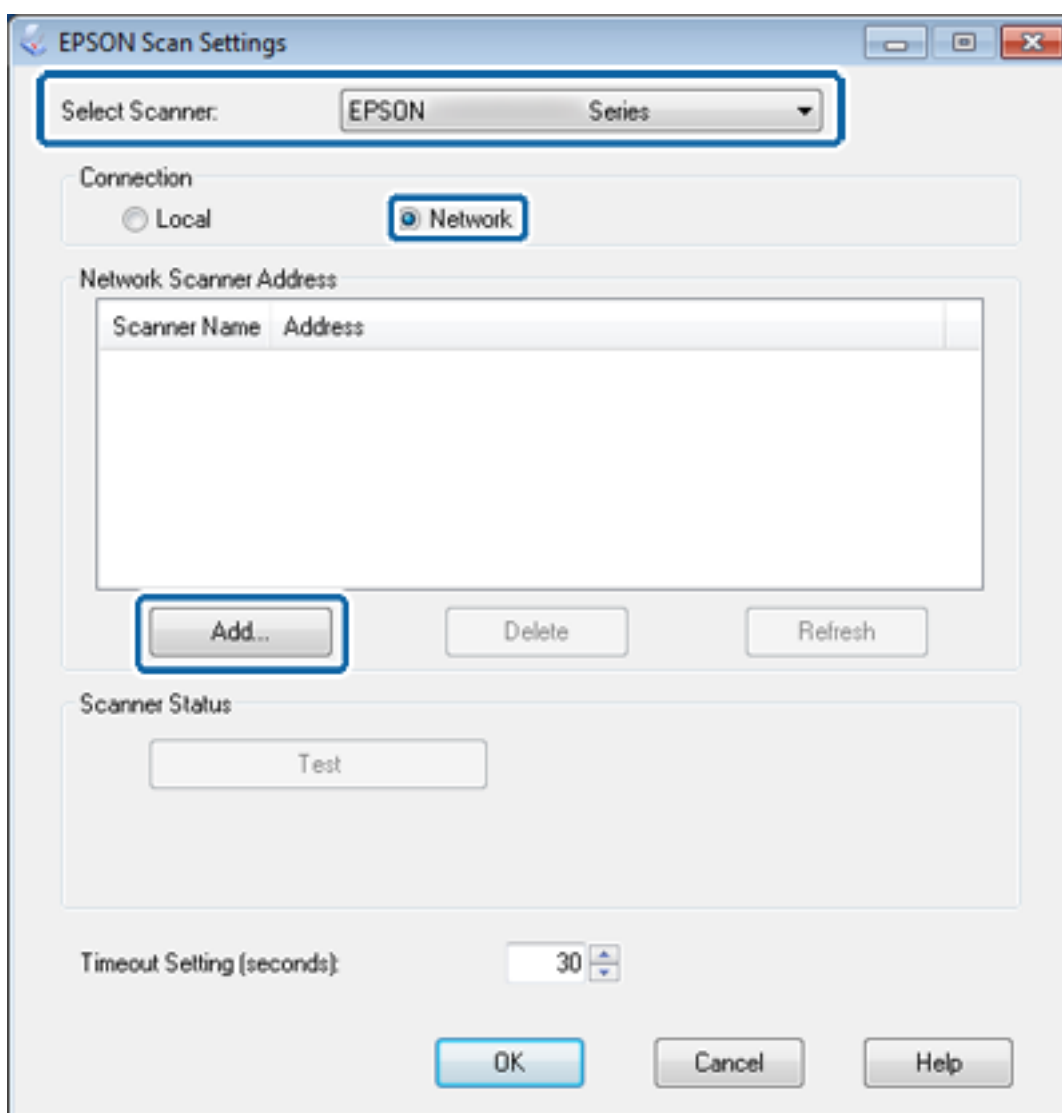 EPSON Scan Settings
Select Scanner: EPSON Series
Connection
Local Network
Network Scanner Address
Scanner Name Address
Add... Delete Refresh
Scanner Status
Test
Timeout Setting (seconds): 30
OK Cancel Help